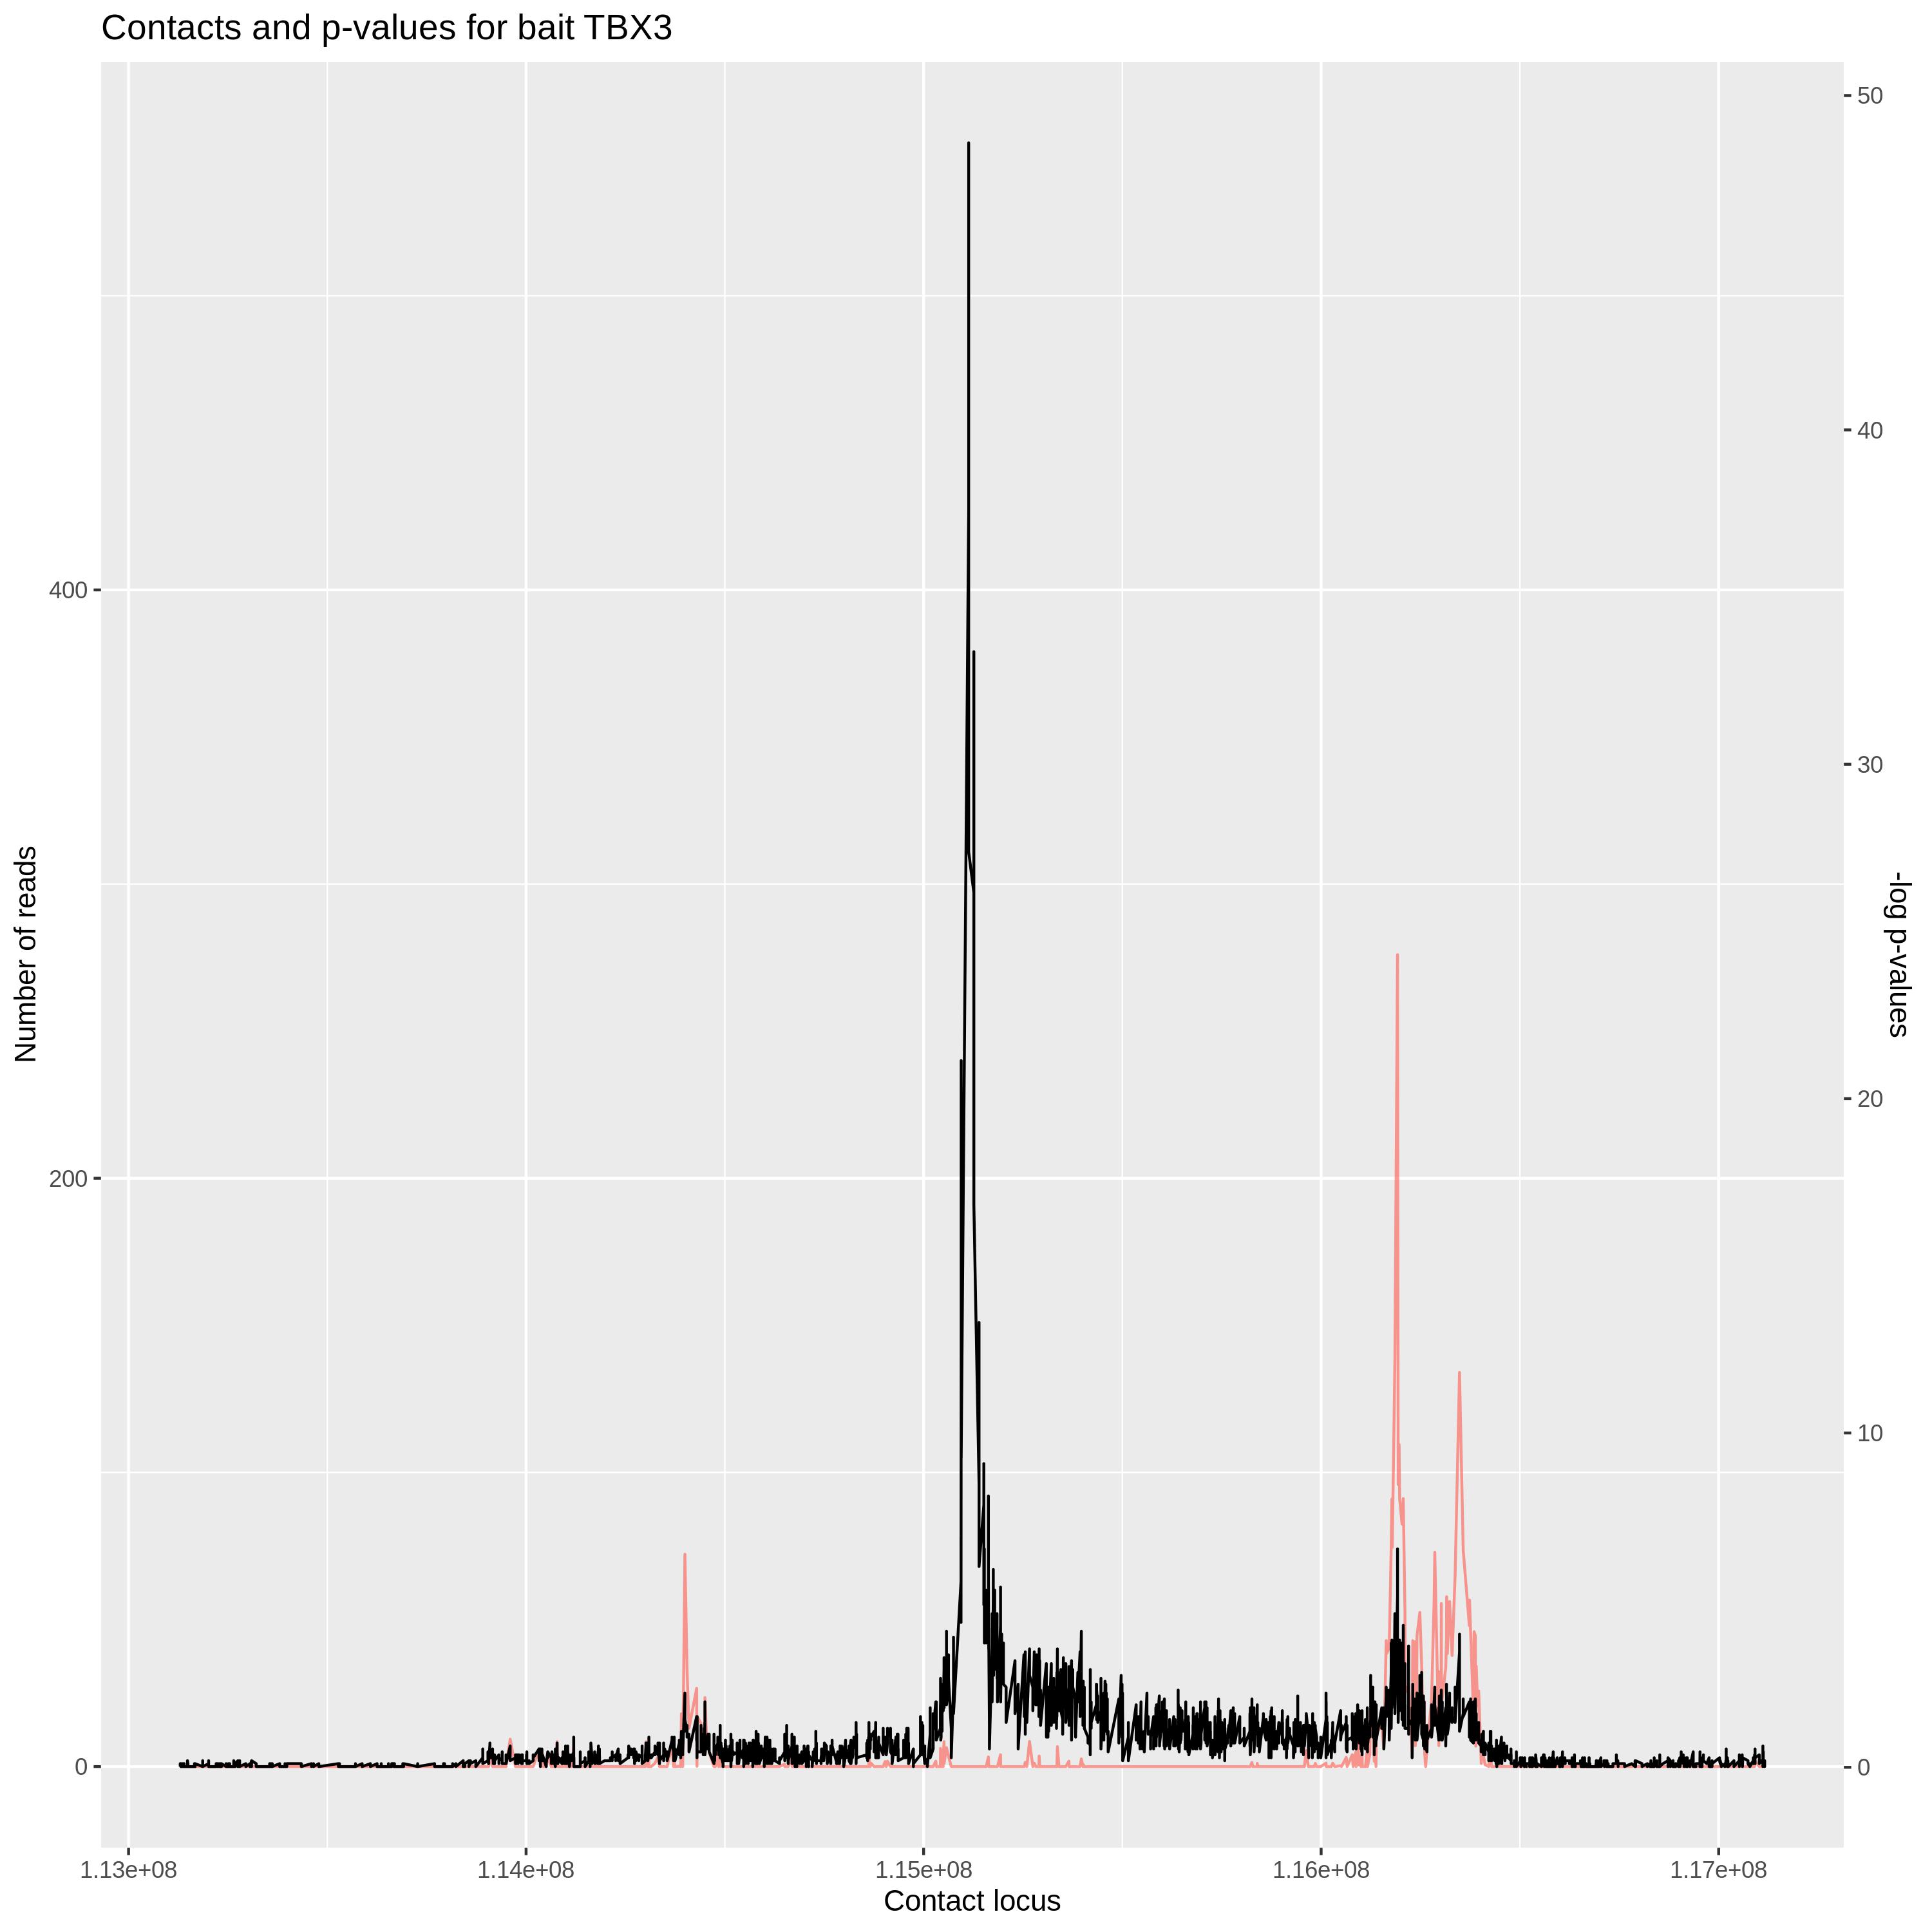 Contacts and p-values for bait TBX3
Number of reads
400
200
0
50
40
30
20
10
0
-log p-values
1.13e+08
1.14e+08
1.15e+08
1.16e+08
1.17e+08
Contact locus